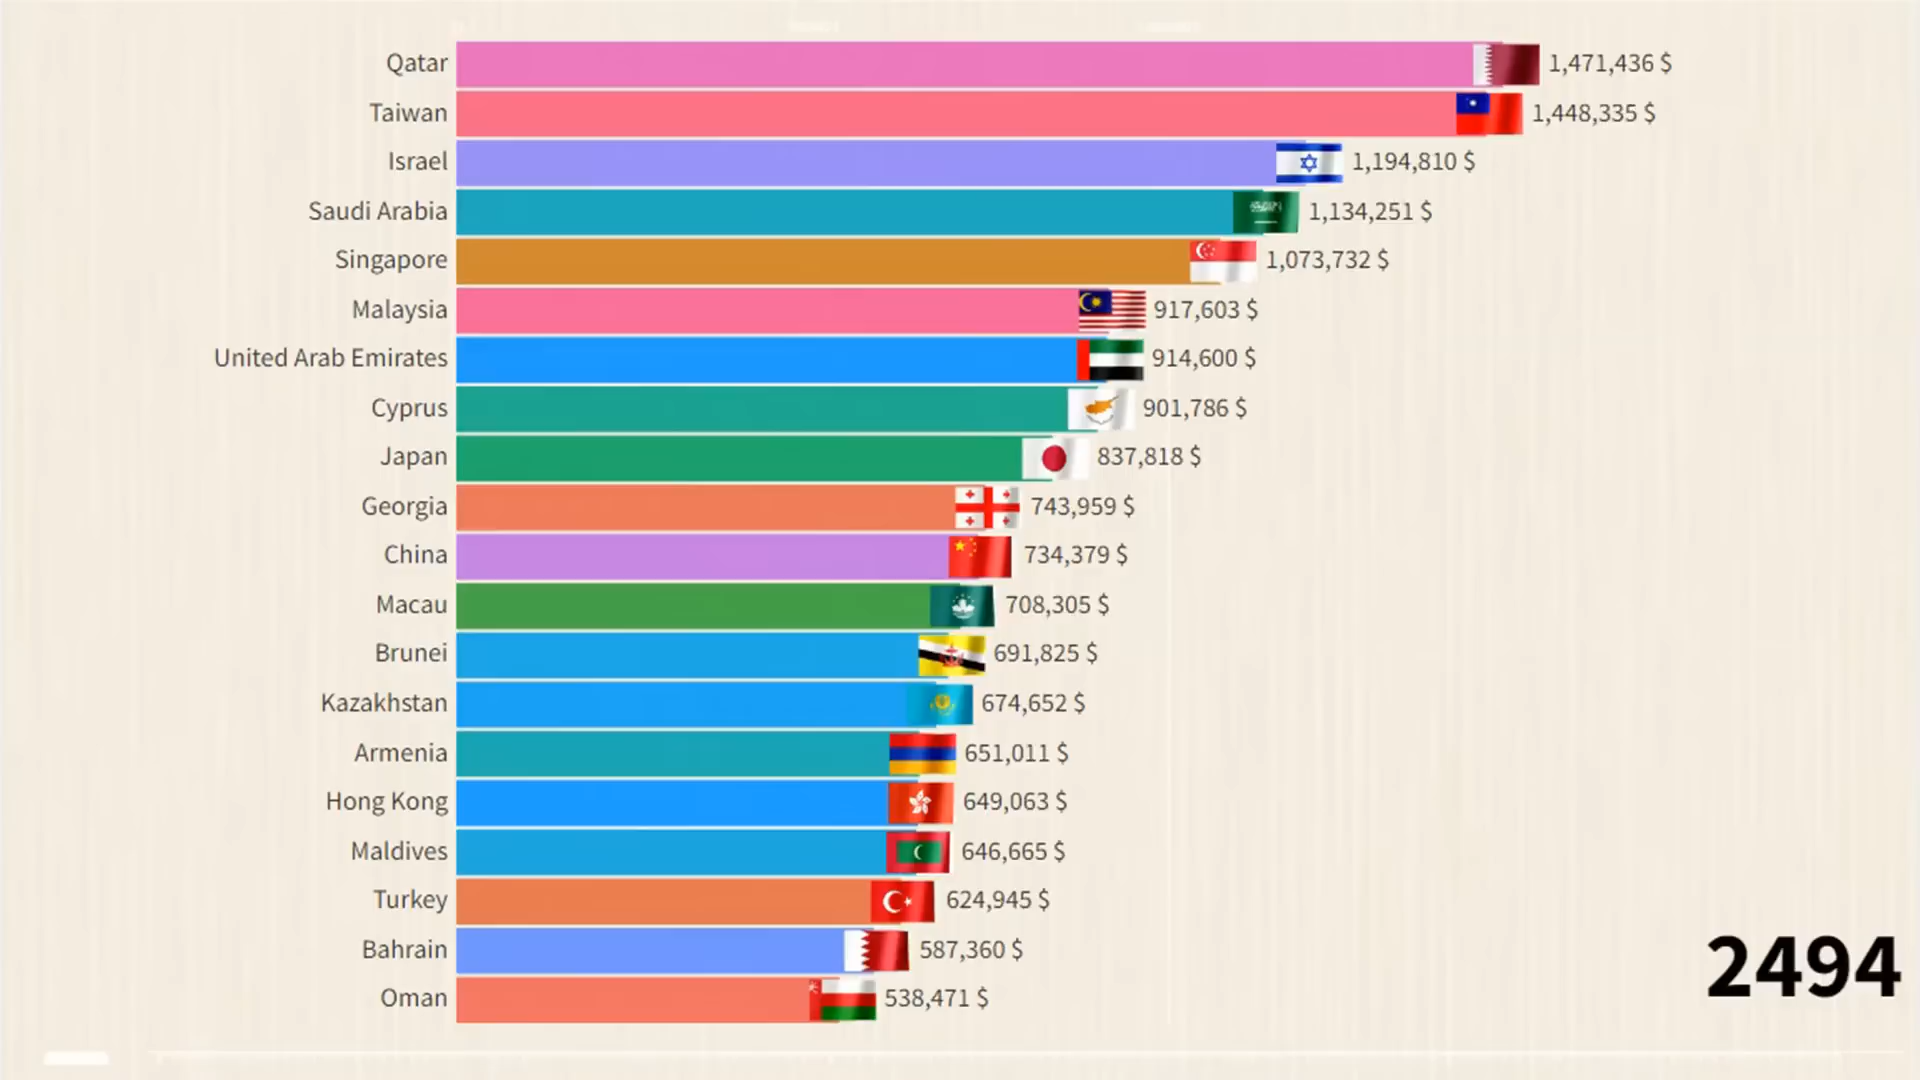 Qatar 1,471,436 $
Taiwan 1,448,335 $
Israel 1,194,810 $
Saudi Arabia 1,134,251 $
Singapore 1,073,732 $
Malaysia 917,603 $
United Arab Emirates 914,600 $
Cyprus 901,786 $
Japan 837,818 $
Georgia 743,959 $
China 734,379 $
Macau 708,305 $
Brunei 691,825 $
Kazakhstan 674,652 $
Armenia 651,011 $
Hong Kong 649,063 $
Maldives 646,665 $
Turkey 624,945 $
Bahrain 587,360 $
Oman 538,471 $
2494